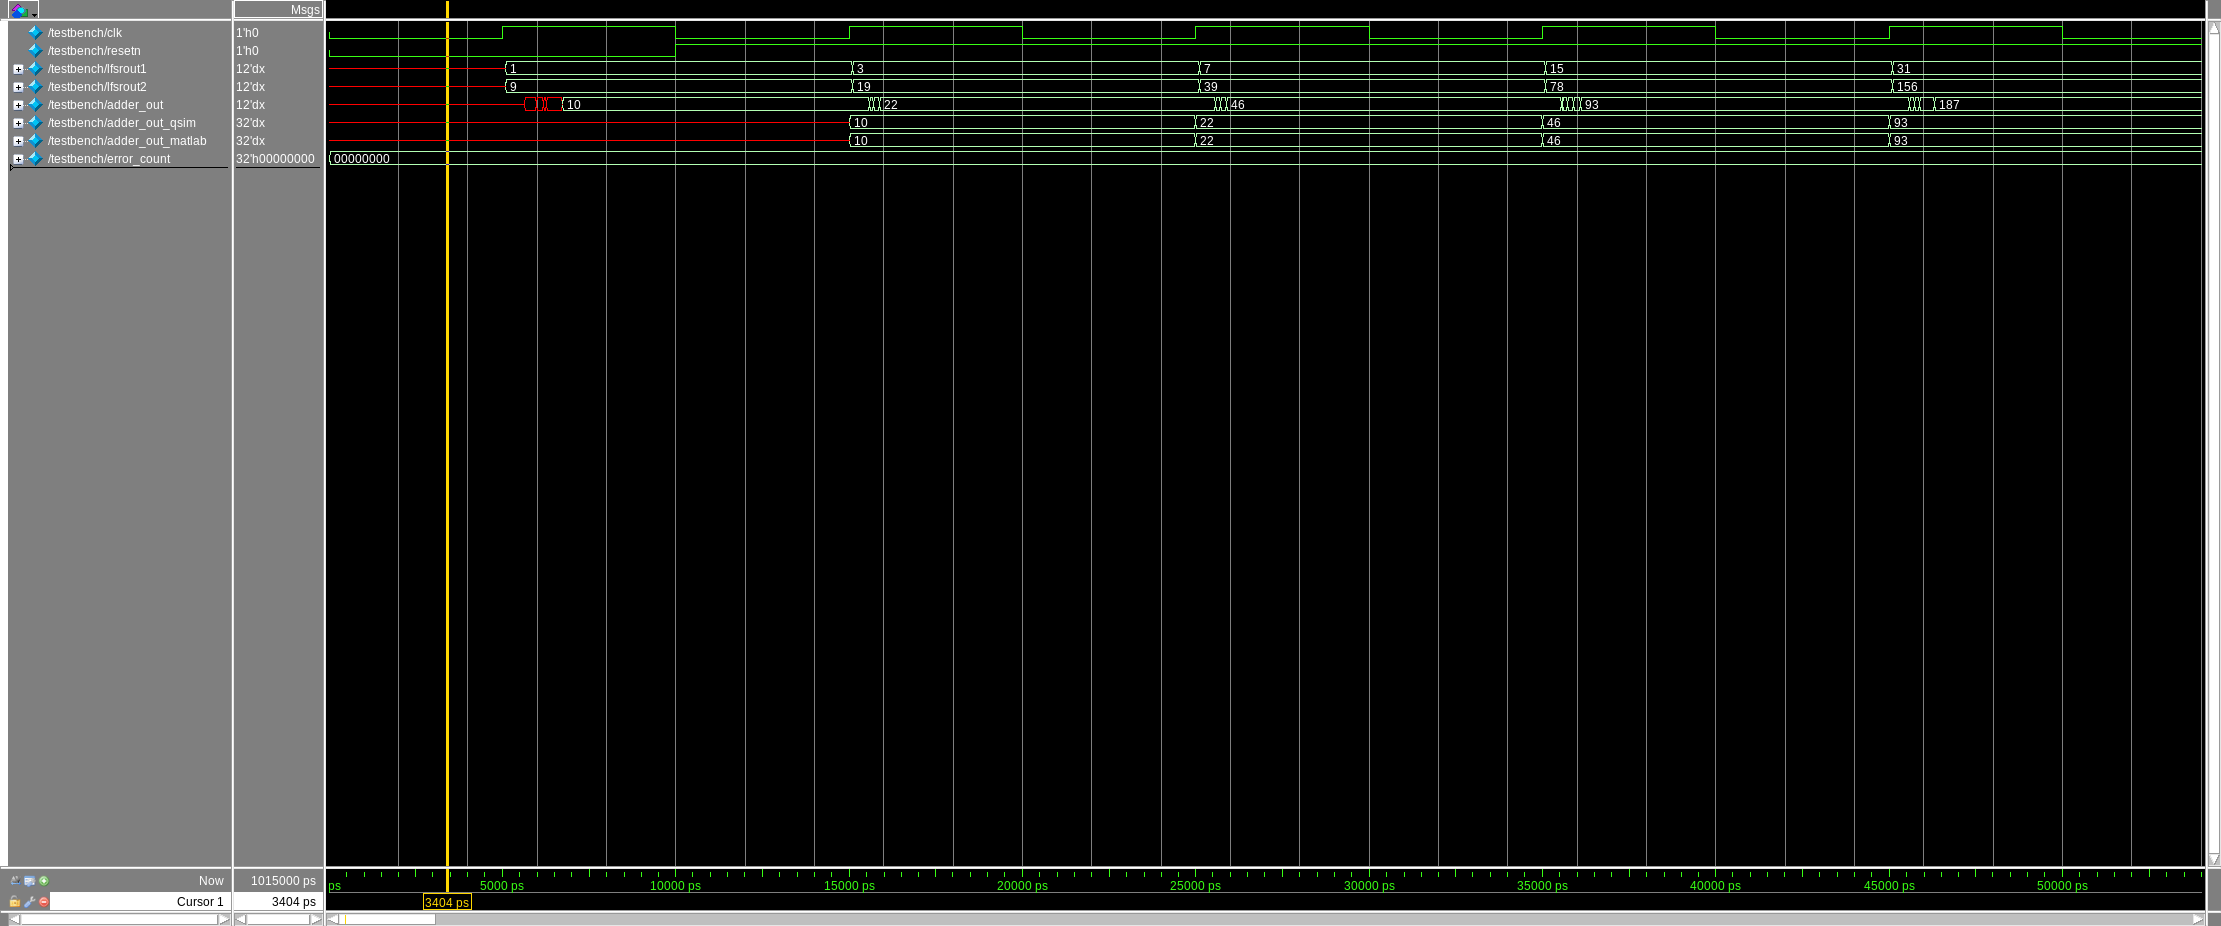 Msgs
/testbench/clk 1'h0
/testbench/resetn 1'h0
/testbench/lfsrout1 12'dx 1 3 7 15 31
/testbench/lfsrout2 12'dx 9 19 39 78 156
/testbench/adder_out 12'dx 10 22 46 93 187
/testbench/adder_out_qsim 32'dx 10 22 46 93
/testbench/adder_out_matlab 32'dx 10 22 46 93
/testbench/error_count 32'h00000000 00000000
Now 1015000 ps ps 5000 ps 10000 ps 15000 ps 20000 ps 25000 ps 30000 ps 35000 ps 40000 ps 45000 ps 50000 ps
Cursor 1 3404 ps 3404 ps